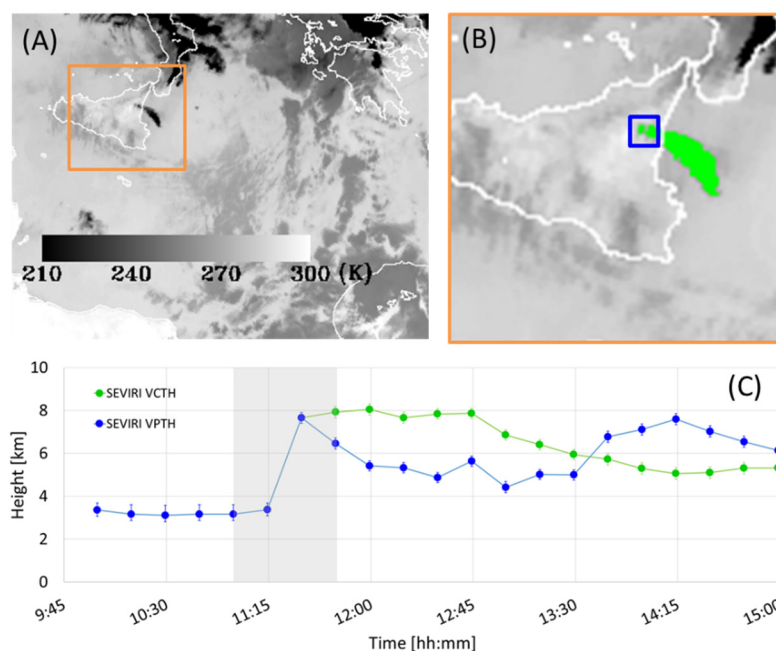 (A)
210 240 270 300 (K)
(B)
(C)
SEVIRI VCTH
SEVIRI VPTH
Height [km]
10
8
6
4
2
0
9:45 10:30 11:15 12:00 12:45 13:30 14:15 15:00
Time [hh:mm]